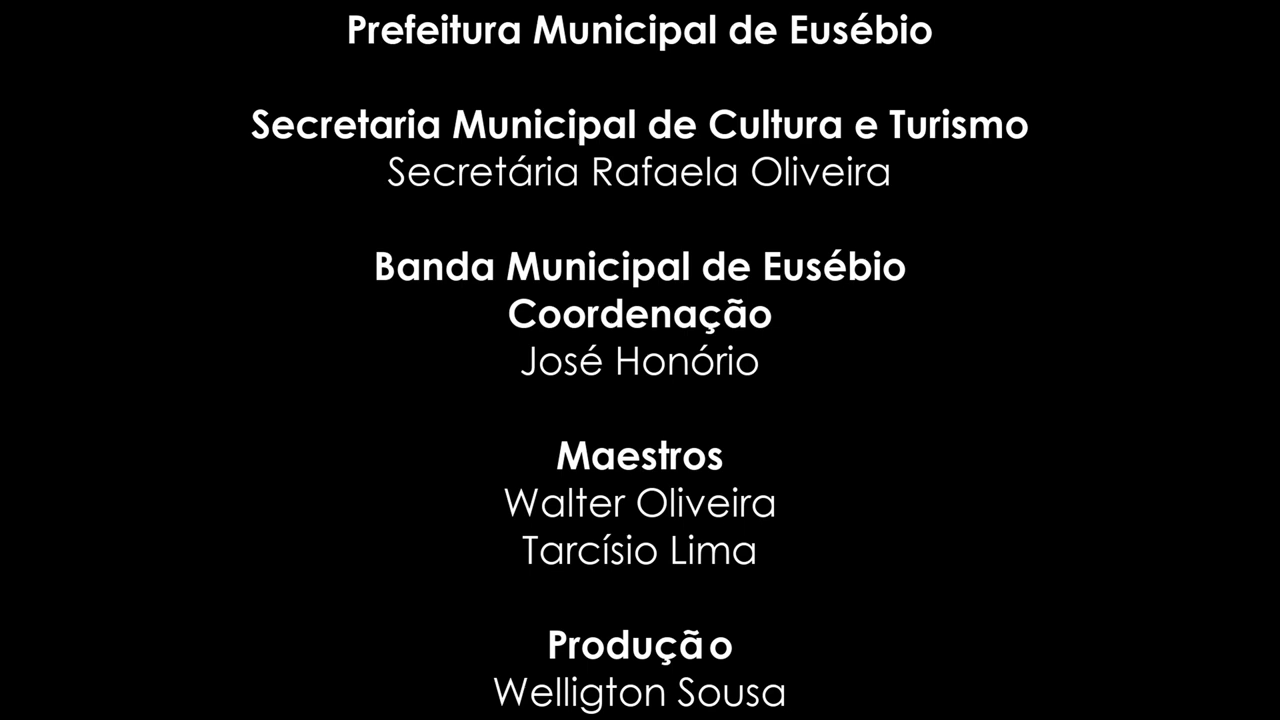 Prefeitura Municipal de Eusébio
Secretaria Municipal de Cultura e Turismo
Secretária Rafaela Oliveira
Banda Municipal de Eusébio
Coordenação
José Honório
Maestros
Walter Oliveira
Tarcísio Lima
Produção
Welligton Sousa